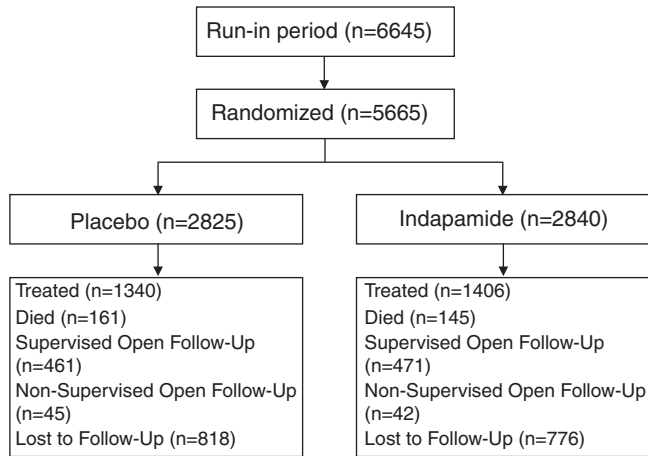 Run-in period (n=6645)
Randomized (n=5665)
Placebo (n=2825)
Indapamide (n=2840)
Treated (n=1340)
Died (n=161)
Supervised Open Follow-Up
(n=461)
Non-Supervised Open Follow-Up
(n=45)
Lost to Follow-Up (n=818)
Treated (n=1406)
Died (n=145)
Supervised Open Follow-Up
(n=471)
Non-Supervised Open Follow-Up
(n=42)
Lost to Follow-Up (n=776)